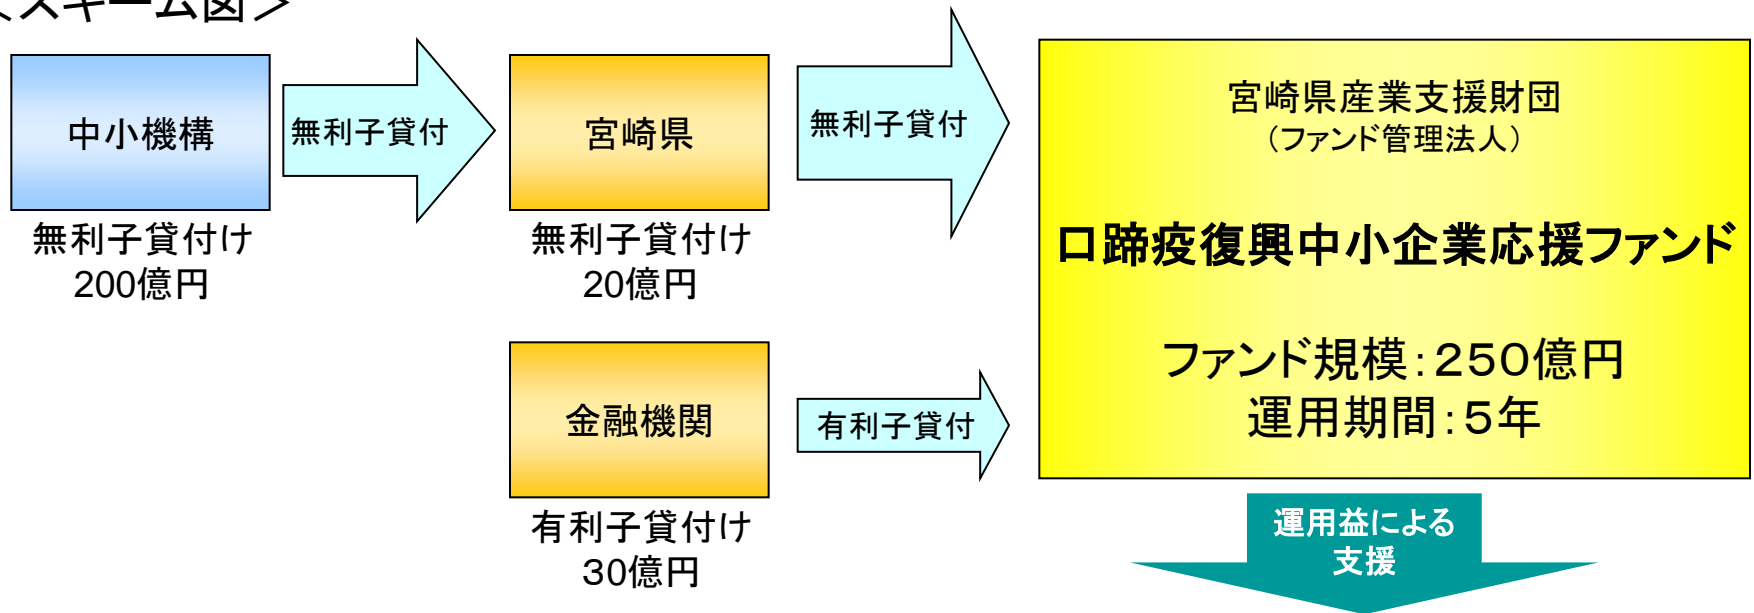 ＜スキーム図＞
中小機構
無利子貸付け
200億円
無利子貸付
宮崎県
無利子貸付け
20億円
無利子貸付
金融機関
有利子貸付け
30億円
有利子貸付
宮崎県産業支援財団
（ファンド管理法人）
口蹄疫復興中小企業応援ファンド
ファンド規模：２５０億円
運用期間：５年
運用益による
支援